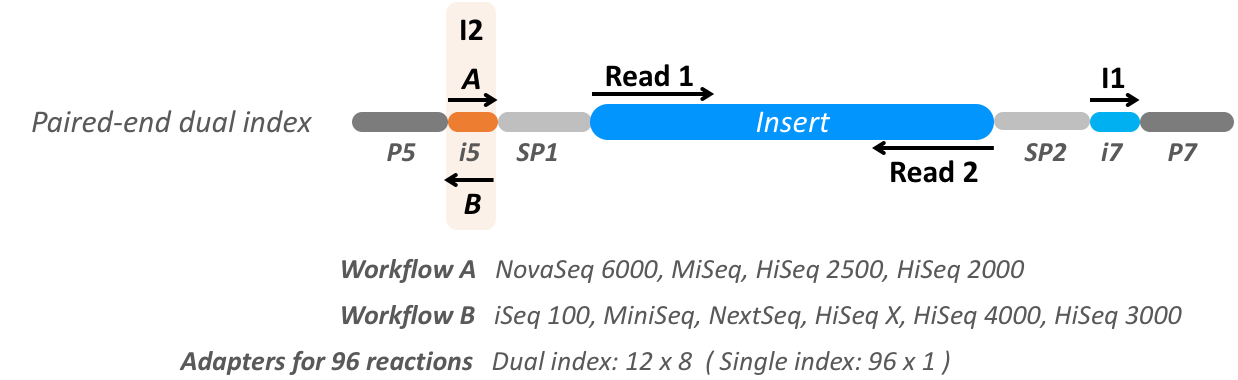 I2
A
Read 1
I1
Paired-end dual index
Insert
P5
i5
SP1
SP2
i7
P7
Read 2
B
Workflow A NovaSeq 6000, MiSeq, HiSeq 2500, HiSeq 2000
Workflow B iSeq 100, MiniSeq, NextSeq, HiSeq X, HiSeq 4000, HiSeq 3000
Adapters for 96 reactions Dual index: 12 x 8 ( Single index: 96 x 1 )